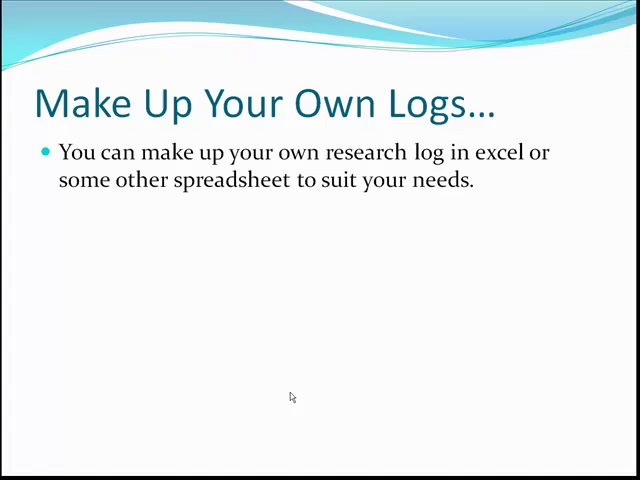 Make Up Your Own Logs...
You can make up your own research log in excel or
some other spreadsheet to suit your needs.